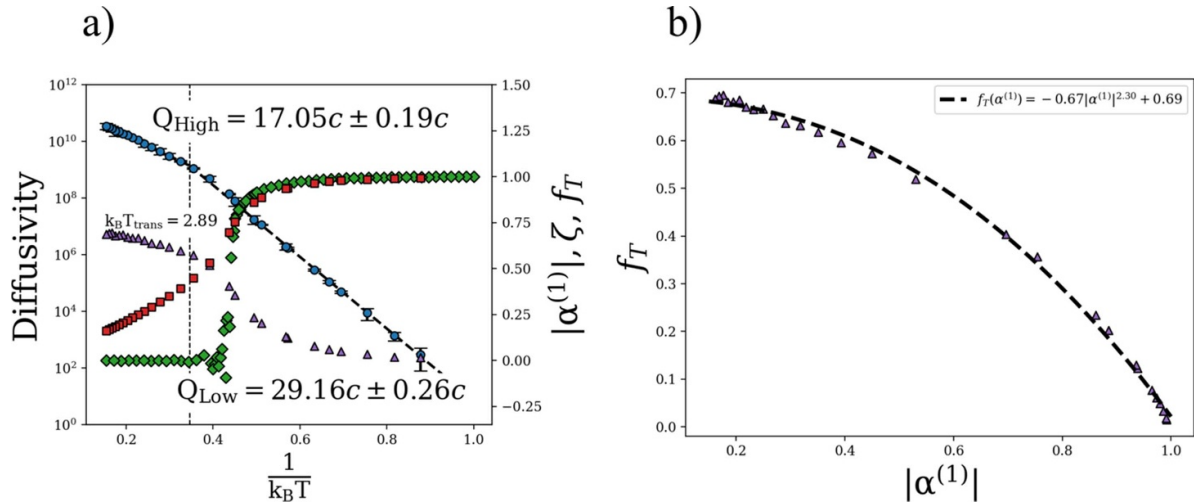 a)
b)
Diffusivity
10¹²
10¹⁰
10⁸
10⁶
10⁴
10²
10⁰
Q_High = 17.05c ± 0.19c
k_BT_trans = 2.89
Q_Low = 29.16c ± 0.26c
1.50
1.25
1.00
0.75
0.50
0.25
0.00
−0.25
|α⁽¹⁾|, ζ, f_T
0.2 0.4 0.6 0.8 1.0
1
k_BT
f_T
0.7
0.6
0.5
0.4
0.3
0.2
0.1
0.0
f_T(α⁽¹⁾) = − 0.67|α⁽¹⁾|^2.30 + 0.69
0.2 0.4 0.6 0.8 1.0
|α⁽¹⁾|